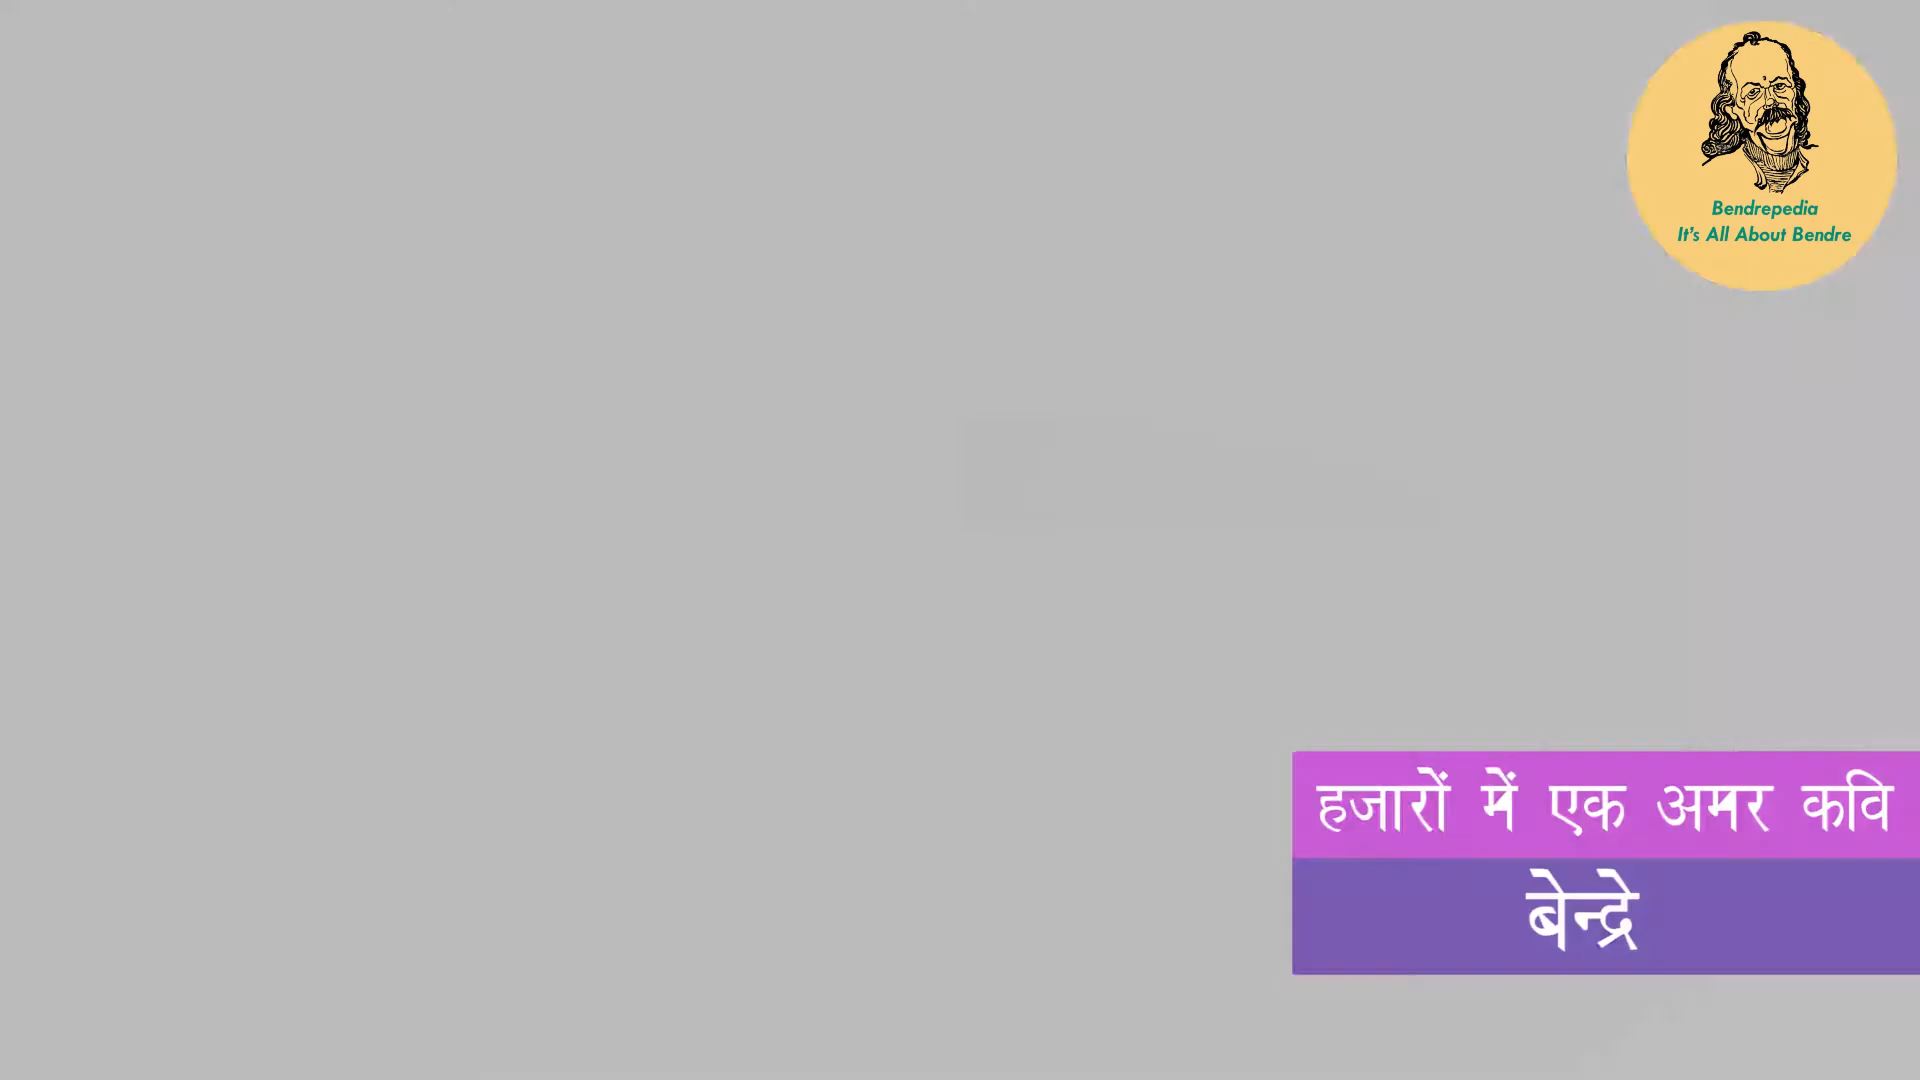 Bendrepedia
It's All About Bendre
हजारों में एक अमर कवि
बेन्द्रे